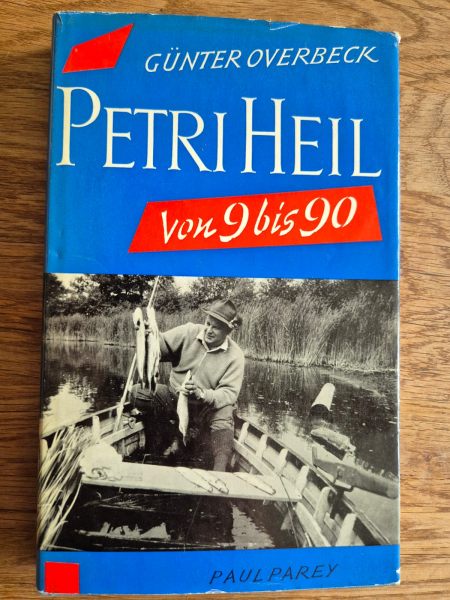 GÜNTER OVERBECK
PETRI HEIL
von 9 bis 90
PAUL PAREY